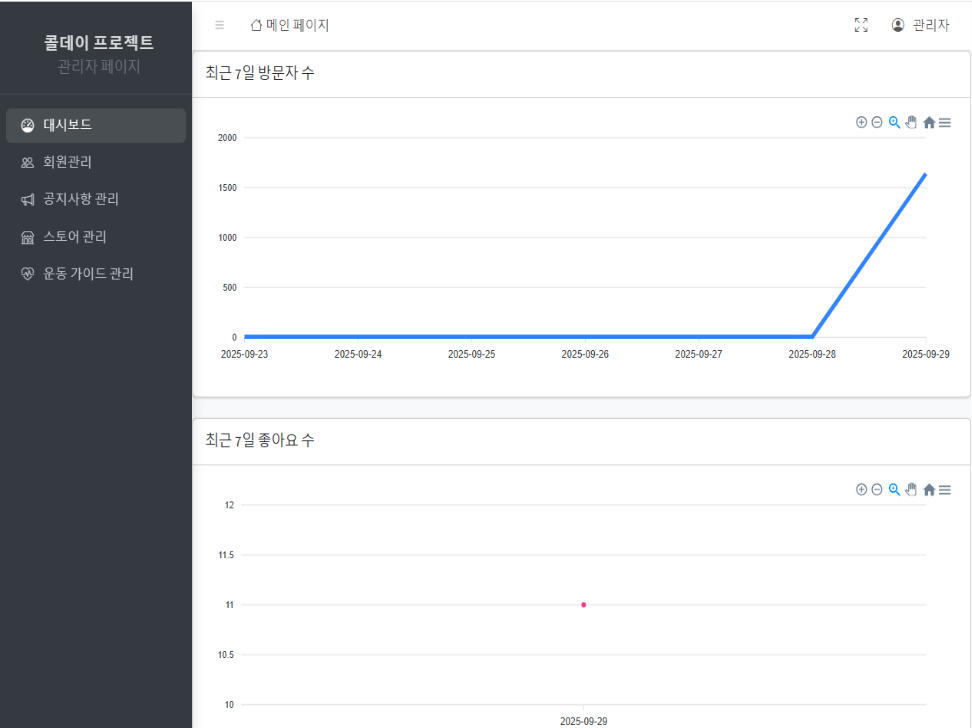 콜데이 프로젝트
관리자 페이지
대시보드
회원관리
공지사항 관리
스토어 관리
운동 가이드 관리
메인 페이지
관리자
최근 7일 방문자 수
2000
1500
1000
500
0
2025-09-23 2025-09-24 2025-09-25 2025-09-26 2025-09-27 2025-09-28 2025-09-29
최근 7일 좋아요 수
12
11.5
11
10.5
10
2025-09-29